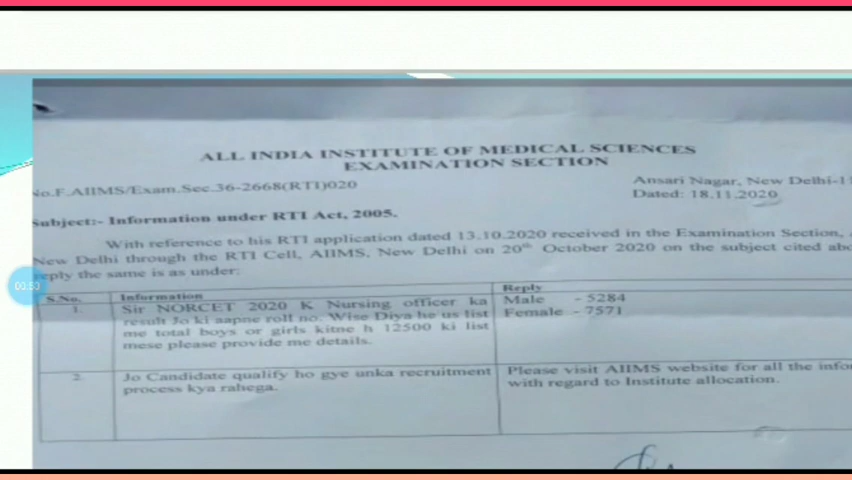 ALL INDIA INSTITUTE OF MEDICAL SCIENCES
EXAMINATION SECTION
No.F.AIIMS/Exam.Sec.36-2668(RTI)020
Ansari Nagar, New Delhi-1
Dated: 18.11.2020
Subject:- Information under RTI Act, 2005.
With reference to his RTI application dated 13.10.2020 received in the Examination Section,
New Delhi through the RTI Cell, AIIMS, New Delhi on 20th October 2020 on the subject cited
reply the same is as under:
S.No. Information Reply
1. Sir NORCET 2020 K Nursing officer ka Male - 5284
result Jo ki aapne roll no. Wise Diya he us list Female - 7571
me total boys or girls kitne h 12500 ki list
mese please provide me details.
2. Jo Candidate qualify ho gye unka recruitment Please visit AIIMS website for all the
process kya rahega. with regard to Institute allocation.
00:53